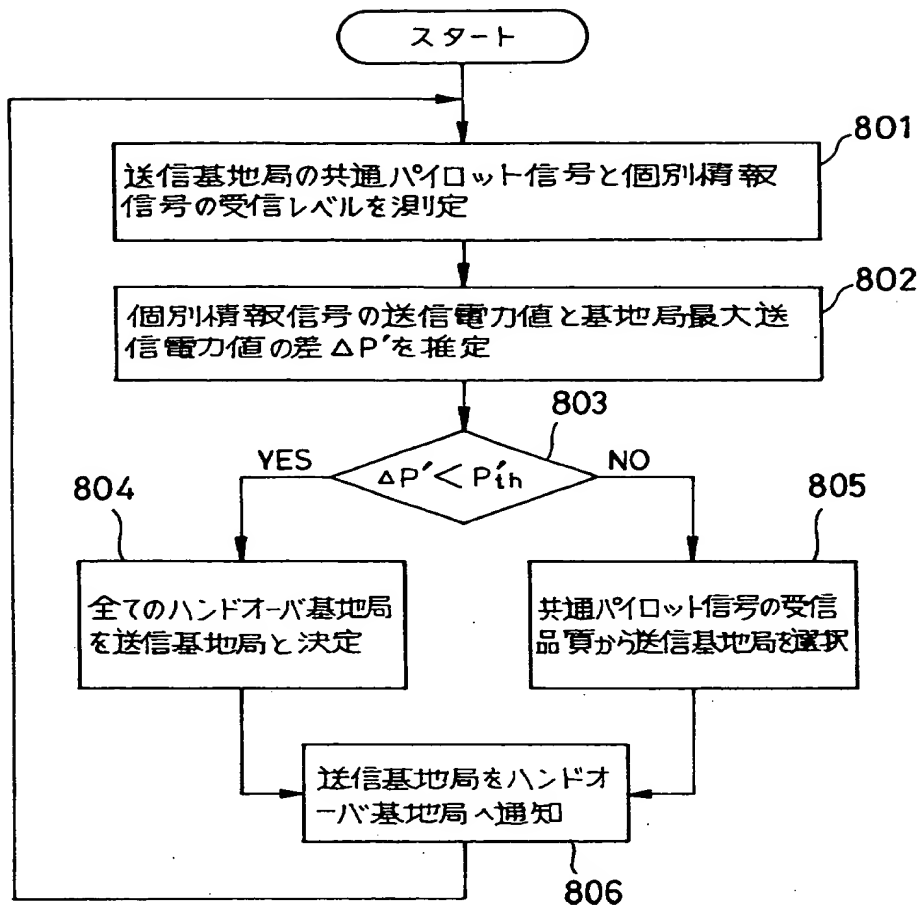 スタート
801
送信基地局の共通パイロット信号と個別情報
信号の受信レベルを測定
802
個別情報信号の送信電力値と基地局最大送
信電力値の差ΔP'を推定
803
YES
ΔP'<P'th
NO
804
805
全てのハンドオーバ基地局
を送信基地局と決定
共通パイロット信号の受信
品質から送信基地局を選択
送信基地局をハンドオ
ーバ基地局へ通知
806